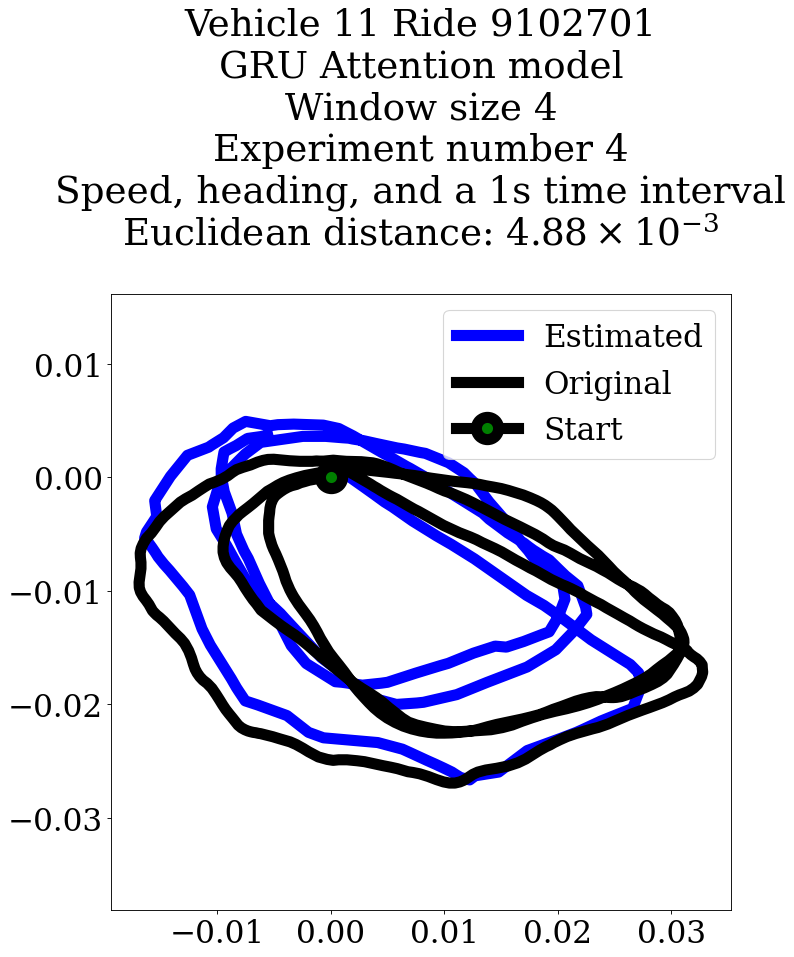 Vehicle 11 Ride 9102701
GRU Attention model
Window size 4
Experiment number 4
Speed, heading, and a 1s time interval
Euclidean distance: 4.88 × 10⁻³
Estimated
Original
Start
0.01
0.00
−0.01
−0.02
−0.03
−0.01 0.00 0.01 0.02 0.03